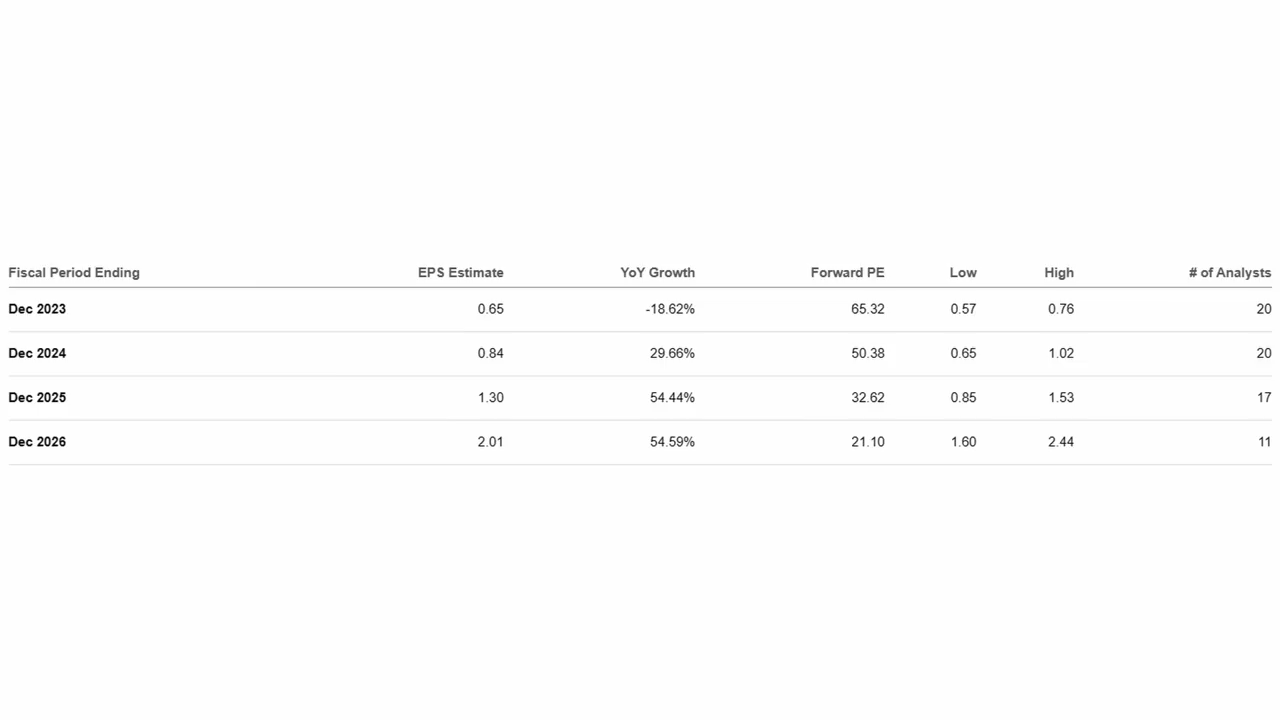 Fiscal Period Ending EPS Estimate YoY Growth Forward PE Low High # of Analysts
Dec 2023 0.65 -18.62% 65.32 0.57 0.76 20
Dec 2024 0.84 29.66% 50.38 0.65 1.02 20
Dec 2025 1.30 54.44% 32.62 0.85 1.53 17
Dec 2026 2.01 54.59% 21.10 1.60 2.44 11